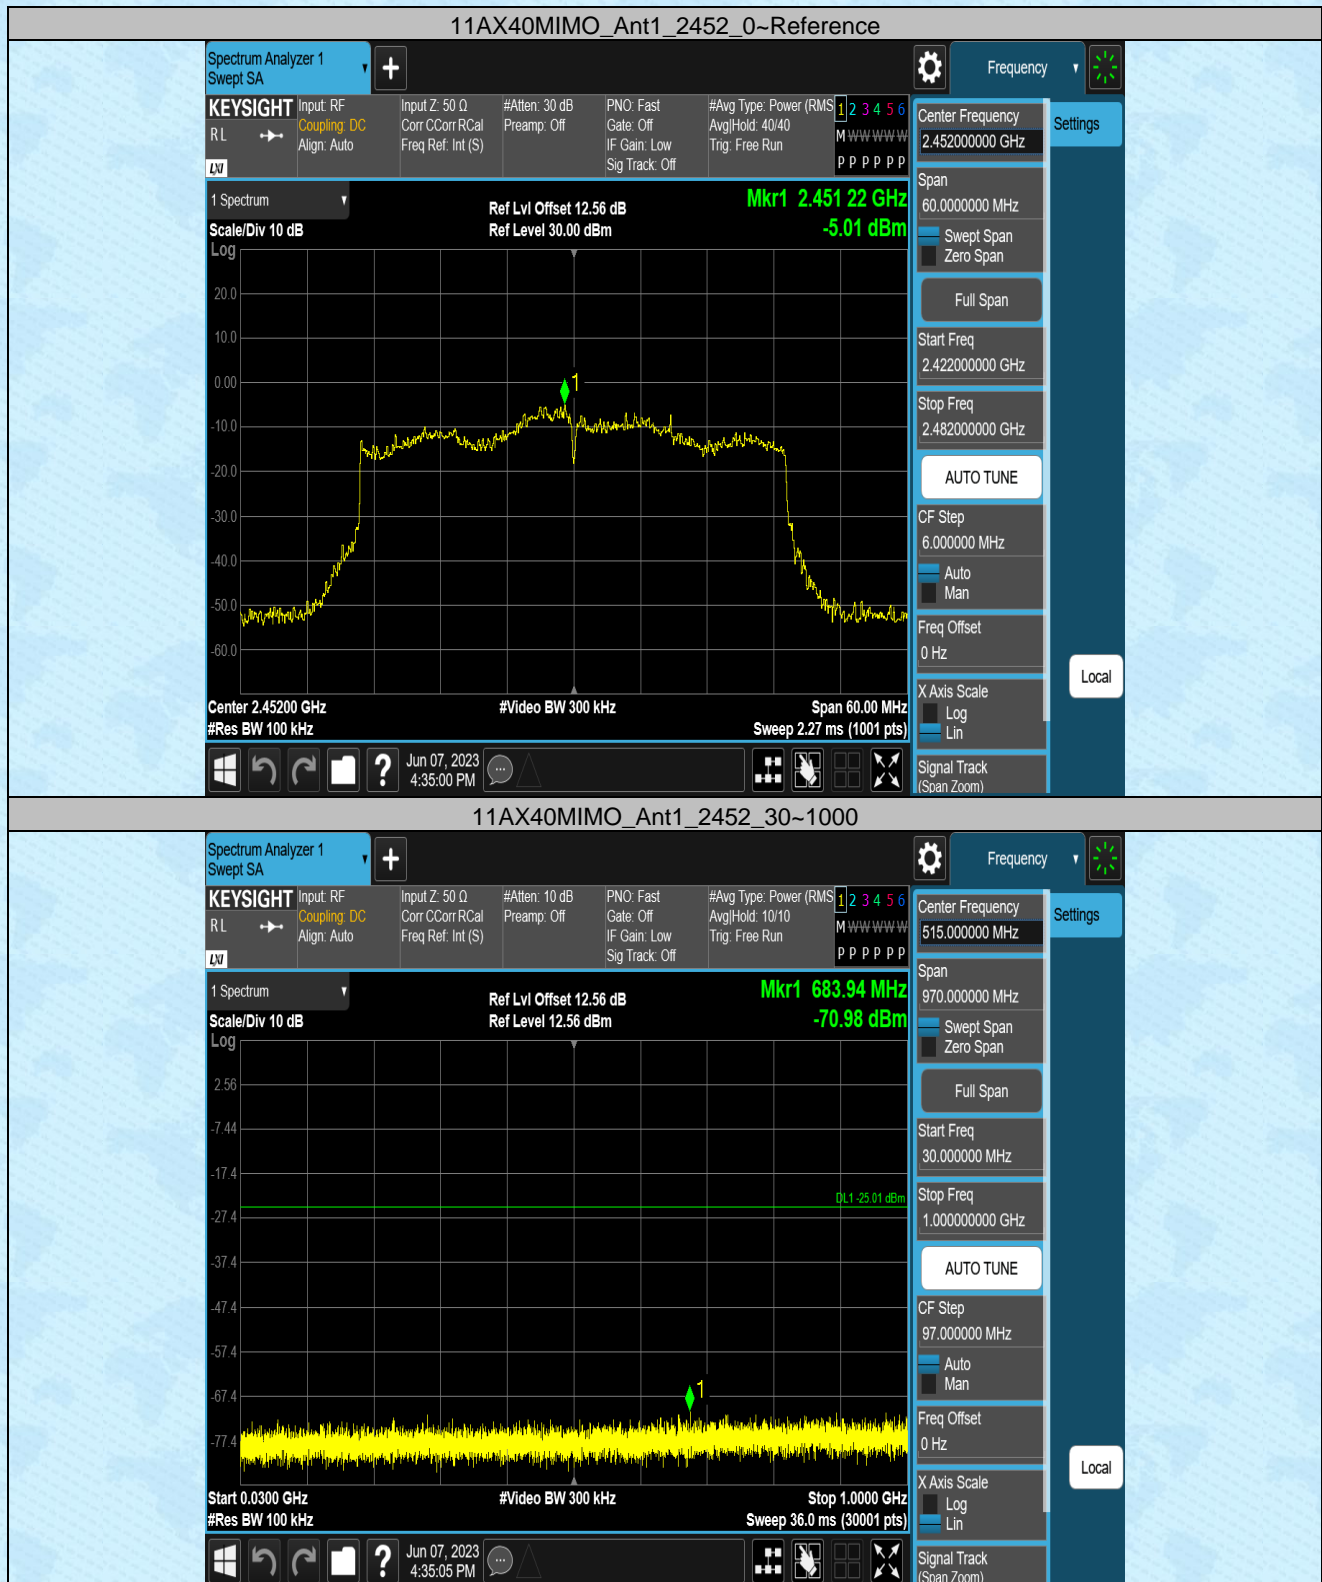 11AX40MIMO_Ant1_2452_0~Reference
Spectrum Analyzer 1
Swept SA
Frequency
KEYSIGHT
RL
LXI
Input: RF
Coupling: DC
Align: Auto
Input Z: 50 Ω
Corr CCorr RCal
Freq Ref: Int (S)
#Atten: 30 dB
Preamp: Off
PNO: Fast
Gate: Off
IF Gain: Low
Sig Track: Off
#Avg Type: Power (RMS
Avg|Hold: 40/40
Trig: Free Run
1 2 3 4 5 6
M W W W W W
P P P P P P
1 Spectrum
Scale/Div 10 dB
Log
Ref Lvl Offset 12.56 dB
Ref Level 30.00 dBm
Mkr1 2.451 22 GHz
-5.01 dBm
20.0
10.0
0.00
-10.0
-20.0
-30.0
-40.0
-50.0
-60.0
1
Center 2.45200 GHz
#Res BW 100 kHz
#Video BW 300 kHz
Span 60.00 MHz
Sweep 2.27 ms (1001 pts)
Jun 07, 2023
4:35:00 PM
Center Frequency
2.452000000 GHz
Settings
Span
60.0000000 MHz
Swept Span
Zero Span
Full Span
Start Freq
2.422000000 GHz
Stop Freq
2.482000000 GHz
AUTO TUNE
CF Step
6.000000 MHz
Auto
Man
Freq Offset
0 Hz
X Axis Scale
Log
Lin
Local
Signal Track
(Span Zoom)
11AX40MIMO_Ant1_2452_30~1000
Spectrum Analyzer 1
Swept SA
Frequency
KEYSIGHT
RL
LXI
Input: RF
Coupling: DC
Align: Auto
Input Z: 50 Ω
Corr CCorr RCal
Freq Ref: Int (S)
#Atten: 10 dB
Preamp: Off
PNO: Fast
Gate: Off
IF Gain: Low
Sig Track: Off
#Avg Type: Power (RMS
Avg|Hold: 10/10
Trig: Free Run
1 2 3 4 5 6
M W W W W W
P P P P P P
1 Spectrum
Scale/Div 10 dB
Log
Ref Lvl Offset 12.56 dB
Ref Level 12.56 dBm
Mkr1 683.94 MHz
-70.98 dBm
2.56
-7.44
-17.4
-27.4
-37.4
-47.4
-57.4
-67.4
-77.4
DL1 -25.01 dBm
1
Start 0.0300 GHz
#Res BW 100 kHz
#Video BW 300 kHz
Stop 1.0000 GHz
Sweep 36.0 ms (30001 pts)
Jun 07, 2023
4:35:05 PM
Center Frequency
515.000000 MHz
Settings
Span
970.000000 MHz
Swept Span
Zero Span
Full Span
Start Freq
30.000000 MHz
Stop Freq
1.000000000 GHz
AUTO TUNE
CF Step
97.000000 MHz
Auto
Man
Freq Offset
0 Hz
X Axis Scale
Log
Lin
Local
Signal Track
(Span Zoom)